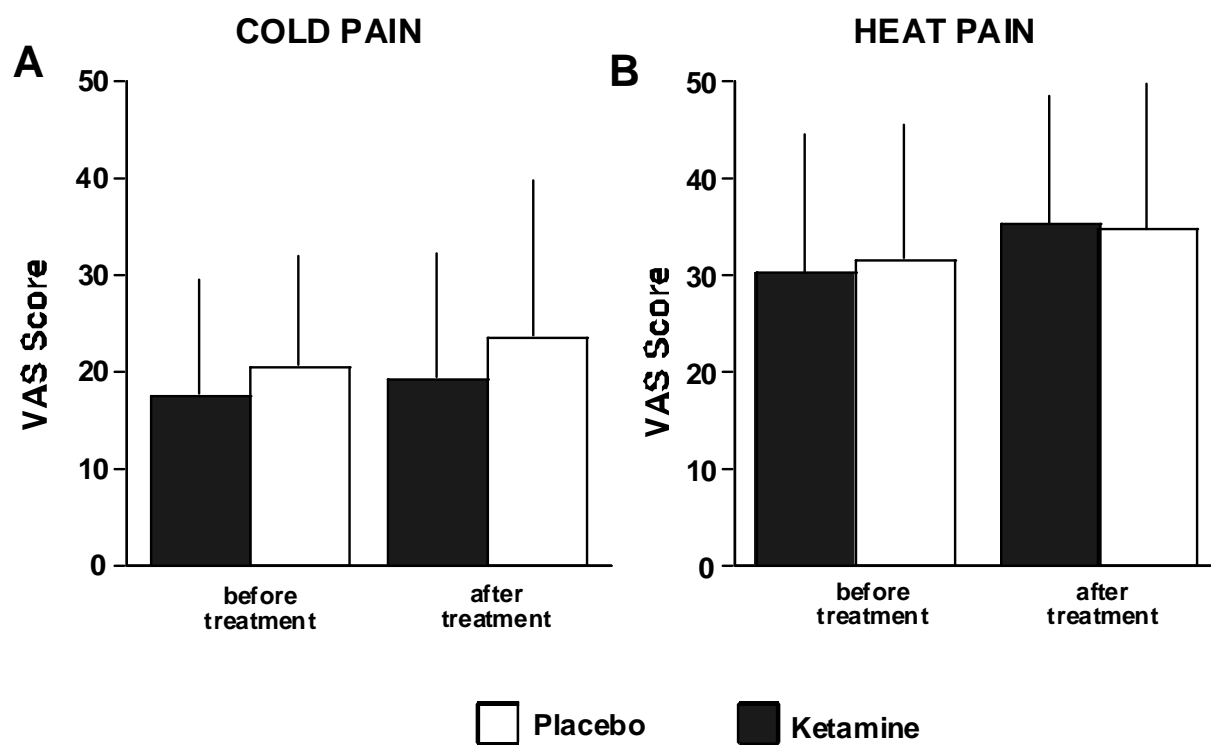 COLD PAIN
A
VAS Score
50
40
30
20
10
0
before
treatment
after
treatment
HEAT PAIN
B
VAS Score
50
40
30
20
10
0
before
treatment
after
treatment
Placebo
Ketamine